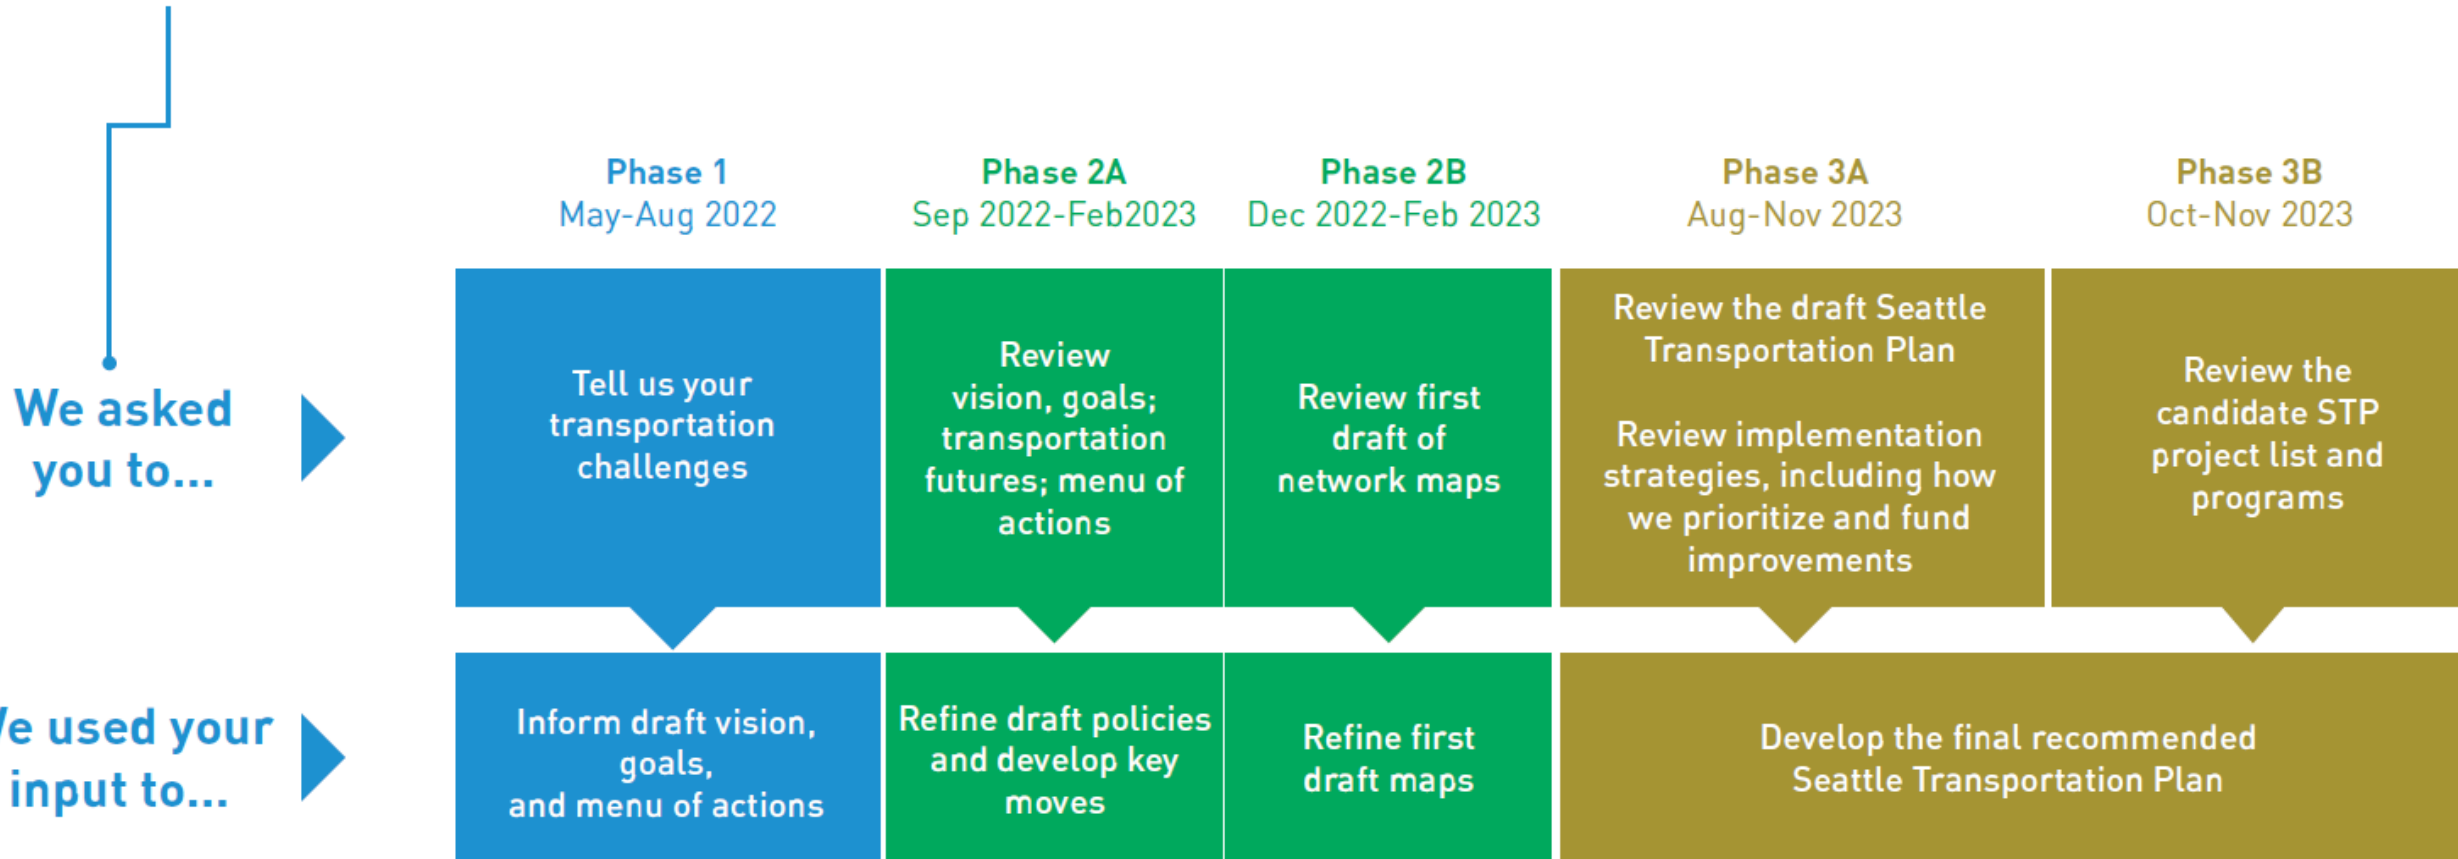 Phase 1
May-Aug 2022
Phase 2A
Sep 2022-Feb2023
Phase 2B
Dec 2022-Feb 2023
Phase 3A
Aug-Nov 2023
Phase 3B
Oct-Nov 2023
We asked
you to...
Tell us your
transportation
challenges
Review
vision, goals;
transportation
futures; menu of
actions
Review first
draft of
network maps
Review the draft Seattle
Transportation Plan
Review implementation
strategies, including how
we prioritize and fund
improvements
Review the
candidate STP
project list and
programs
We used your
input to...
Inform draft vision,
goals,
and menu of actions
Refine draft policies
and develop key
moves
Refine first
draft maps
Develop the final recommended
Seattle Transportation Plan